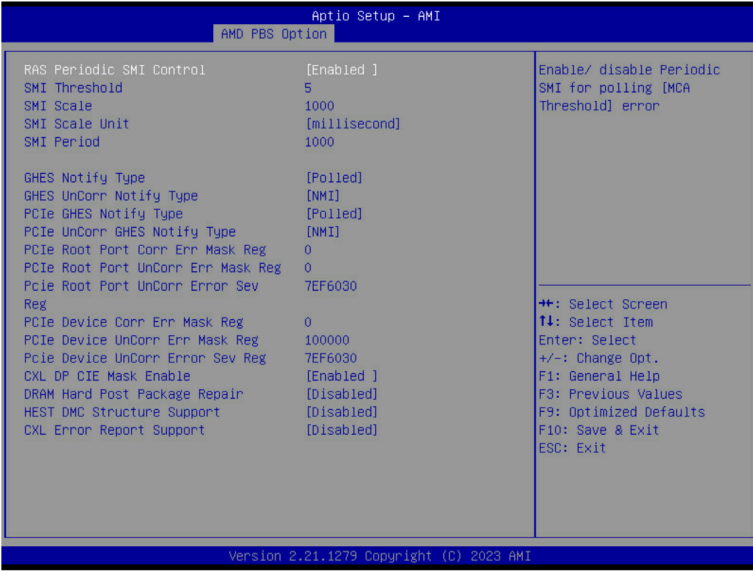 Aptio Setup - AMI
AMD PBS Option
RAS Periodic SMI Control [Enabled ]
SMI Threshold 5
SMI Scale 1000
SMI Scale Unit [millisecond]
SMI Period 1000
GHES Notify Type [Polled]
GHES UnCorr Notify Type [NMI]
PCIe GHES Notify Type [Polled]
PCIe UnCorr GHES Notify Type [NMI]
PCIe Root Port Corr Err Mask Reg 0
PCIe Root Port UnCorr Err Mask Reg 0
Pcie Root Port UnCorr Error Sev 7EF6030
Reg
PCIe Device Corr Err Mask Reg 0
PCIe Device UnCorr Err Mask Reg 100000
Pcie Device UnCorr Error Sev Reg 7EF6030
CXL DP CIE Mask Enable [Enabled ]
DRAM Hard Post Package Repair [Disabled]
HEST DMC Structure Support [Disabled]
CXL Error Report Support [Disabled]
Enable/ disable Periodic
SMI for polling [MCA
Threshold] error
→←: Select Screen
↑↓: Select Item
Enter: Select
+/-: Change Opt.
F1: General Help
F3: Previous Values
F9: Optimized Defaults
F10: Save & Exit
ESC: Exit
Version 2.21.1279 Copyright (C) 2023 AMI